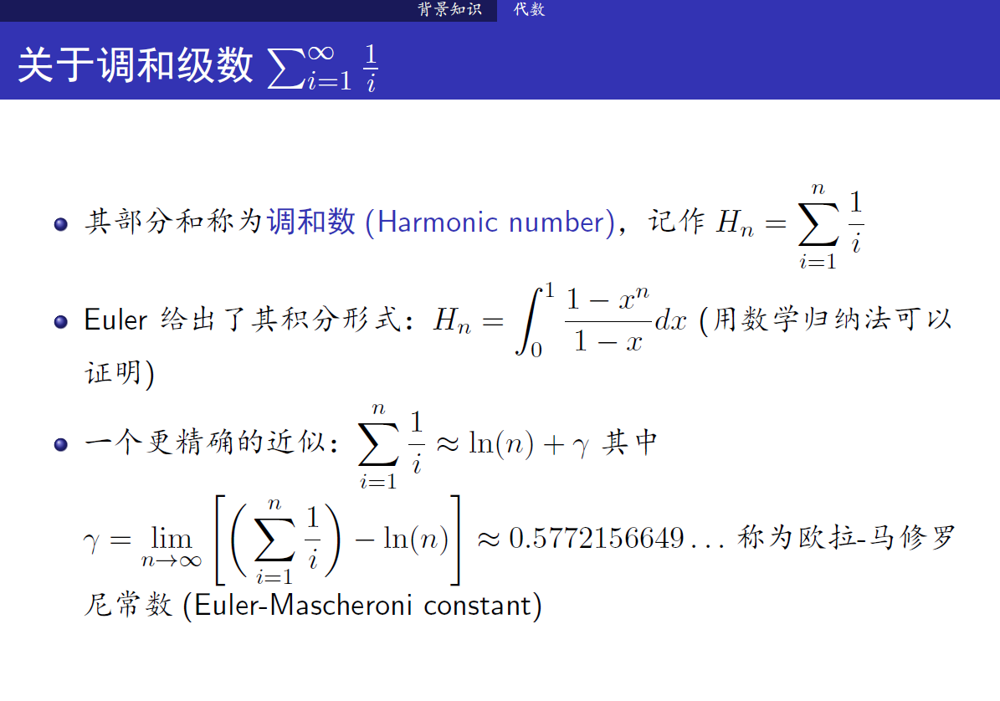 背景知识 代数
关于调和级数 $\sum_{i=1}^{\infty} \frac{1}{i}$
其部分和称为调和数 (Harmonic number)，记作 $H_n = \sum_{i=1}^{n} \frac{1}{i}$
Euler 给出了其积分形式：$H_n = \int_0^1 \frac{1-x^n}{1-x} dx$ (用数学归纳法可以
证明)
一个更精确的近似：$\sum_{i=1}^{n} \frac{1}{i} \approx \ln(n) + \gamma$ 其中
$\gamma = \lim_{n \to \infty} \left[ \left( \sum_{i=1}^{n} \frac{1}{i} \right) - \ln(n) \right] \approx 0.5772156649\ldots$ 称为欧拉-马修罗
尼常数 (Euler-Mascheroni constant)